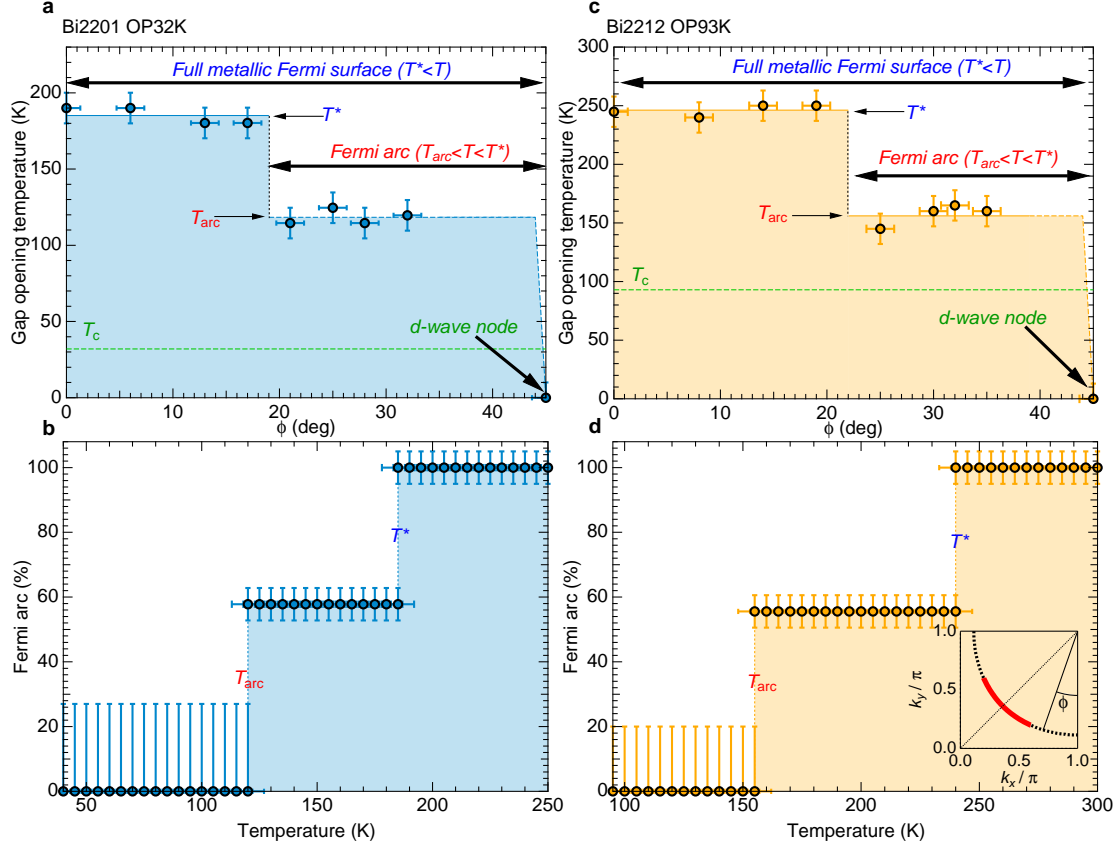 a
Bi2201 OP32K
Gap opening temperature (K)
200
150
100
50
0
Full metallic Fermi surface (T*<T)
T*
Fermi arc (Tarc<T<T*)
Tarc
Tc
d-wave node
0 10 20 30 40
ϕ (deg)
c
Bi2212 OP93K
Gap opening temperature (K)
300
250
200
150
100
50
0
Full metallic Fermi surface (T*<T)
T*
Fermi arc (Tarc<T<T*)
Tarc
Tc
d-wave node
0 10 20 30 40
ϕ (deg)
b
Fermi arc (%)
100
80
60
40
20
0
T*
Tarc
50 100 150 200 250
Temperature (K)
d
Fermi arc (%)
100
80
60
40
20
0
T*
Tarc
1.0
0.5
0.0
ky/π
ϕ
0.0 0.5 1.0
kx/π
100 150 200 250 300
Temperature (K)